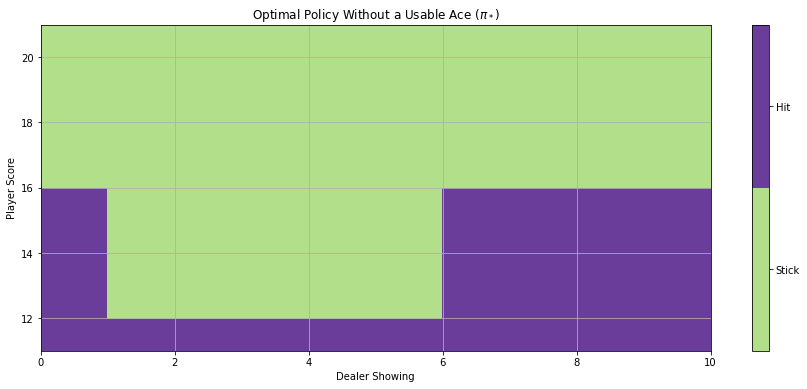 Optimal Policy Without a Usable Ace (π*)
20
18
16
14
12
Player Score
0 2 4 6 8 10
Dealer Showing
Hit
Stick